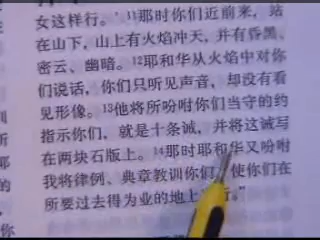 女这样行。’¹¹那时你们近前来，站
在山下，山上有火焰冲天，并有昏黑、
密云、幽暗。¹²耶和华从火焰中对你
们说话，你们只听见声音，却没有看
见形像。¹³他将所吩咐你们当守的约
指示你们，就是十条诫，并将这诫写
在两块石版上。¹⁴那时耶和华又吩咐
我将律例、典章教训你们，使你们在
所要过去得为业的地上 行。”